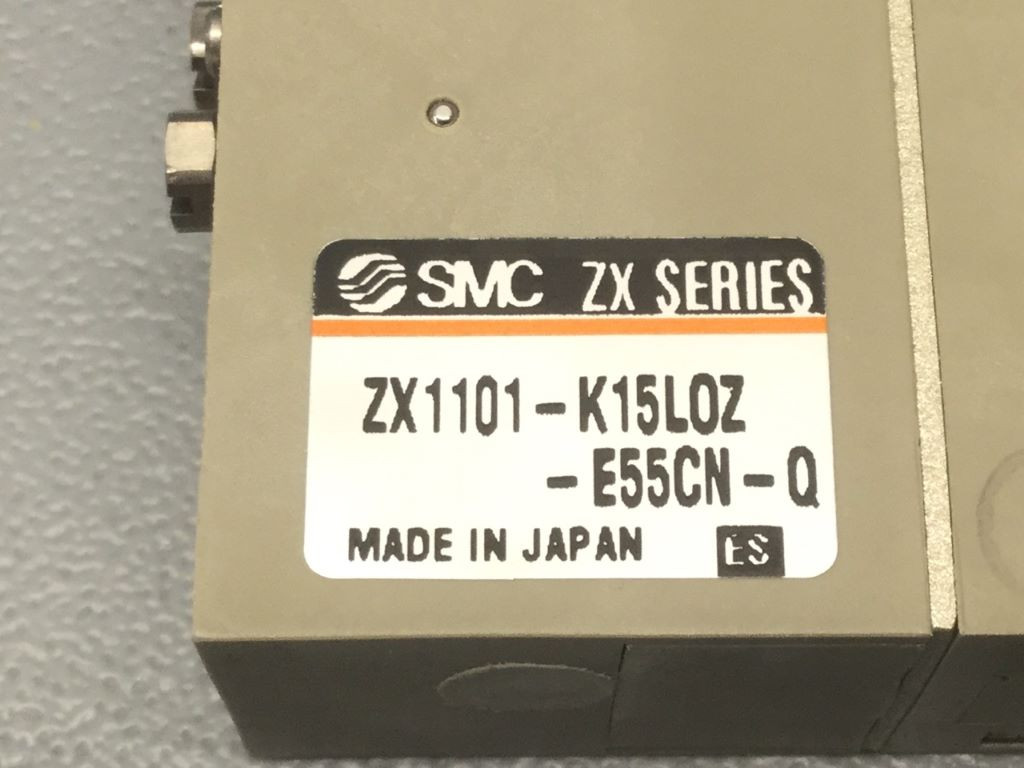 SMC ZX SERIES
ZX1101-K15LOZ
-E55CN-Q
MADE IN JAPAN ES